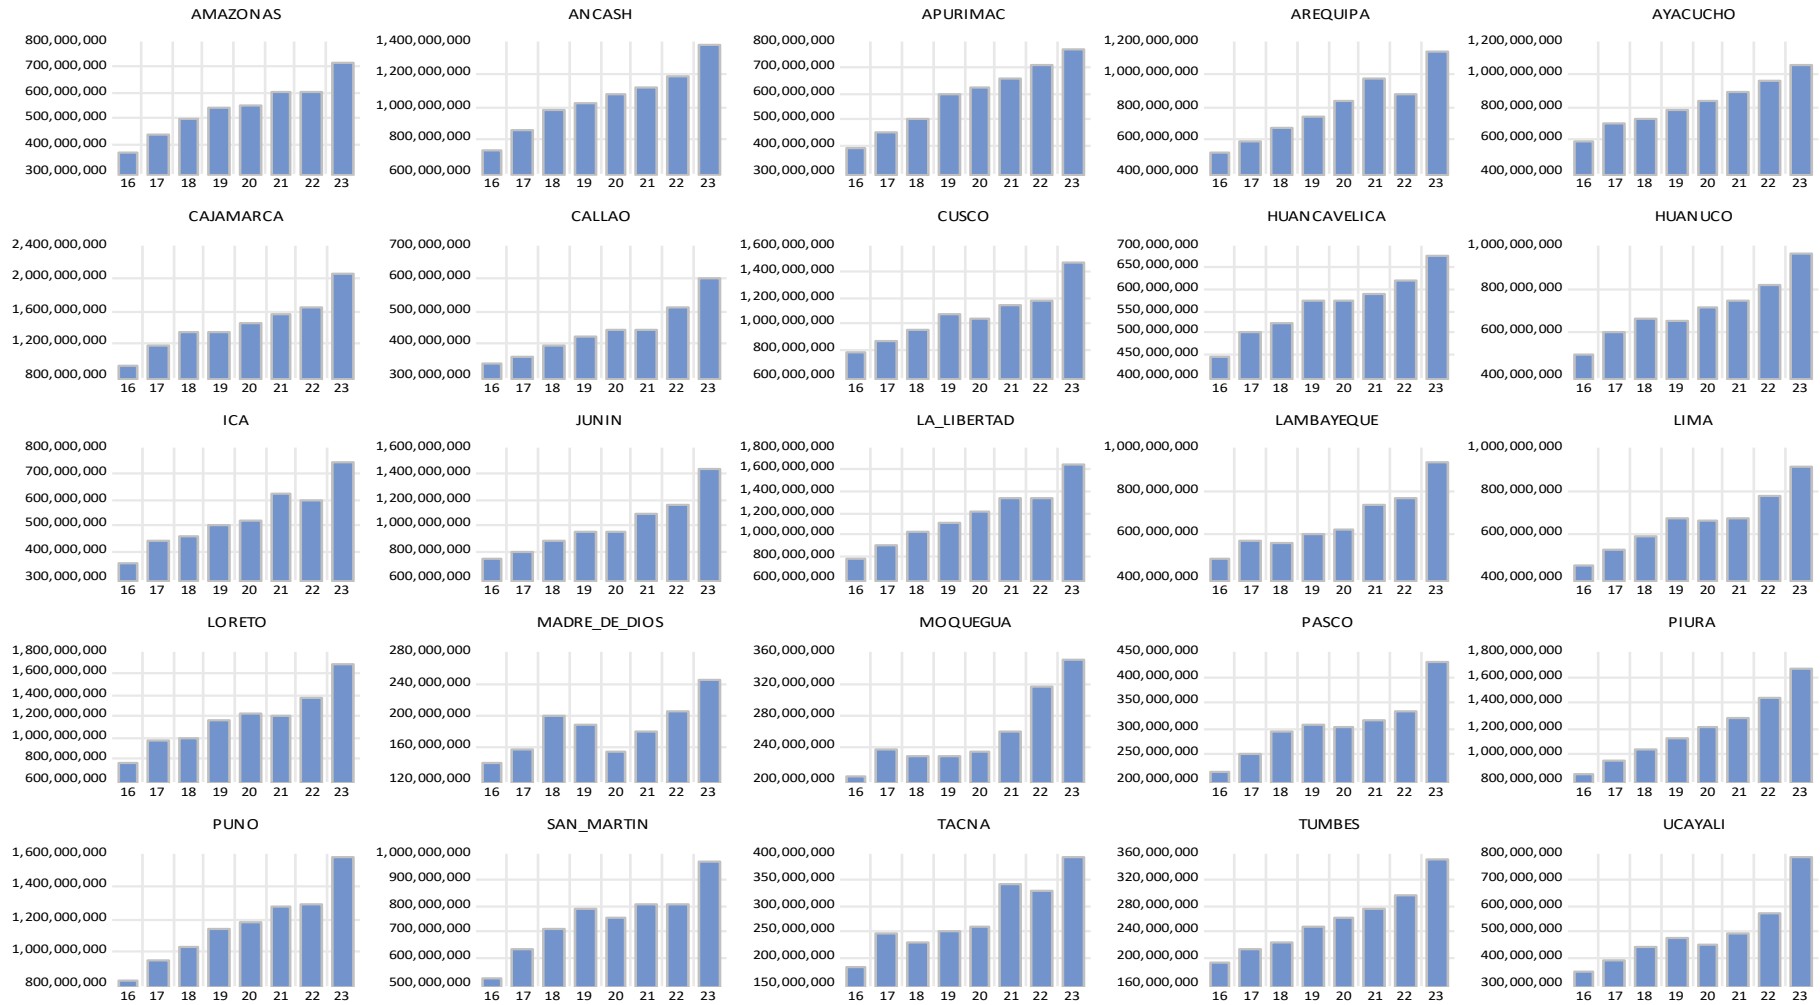 AMAZONAS
800,000,000
700,000,000
600,000,000
500,000,000
400,000,000
300,000,000
16 17 18 19 20 21 22 23
ANCASH
1,400,000,000
1,200,000,000
1,000,000,000
800,000,000
600,000,000
16 17 18 19 20 21 22 23
APURIMAC
800,000,000
700,000,000
600,000,000
500,000,000
400,000,000
300,000,000
16 17 18 19 20 21 22 23
AREQUIPA
1,200,000,000
1,000,000,000
800,000,000
600,000,000
400,000,000
16 17 18 19 20 21 22 23
AYACUCHO
1,200,000,000
1,000,000,000
800,000,000
600,000,000
400,000,000
16 17 18 19 20 21 22 23
CAJAMARCA
2,400,000,000
2,000,000,000
1,600,000,000
1,200,000,000
800,000,000
16 17 18 19 20 21 22 23
CALLAO
700,000,000
600,000,000
500,000,000
400,000,000
300,000,000
16 17 18 19 20 21 22 23
CUSCO
1,600,000,000
1,400,000,000
1,200,000,000
1,000,000,000
800,000,000
600,000,000
16 17 18 19 20 21 22 23
HUANCAVELICA
700,000,000
650,000,000
600,000,000
550,000,000
500,000,000
450,000,000
400,000,000
16 17 18 19 20 21 22 23
HUANUCO
1,000,000,000
800,000,000
600,000,000
400,000,000
16 17 18 19 20 21 22 23
ICA
800,000,000
700,000,000
600,000,000
500,000,000
400,000,000
300,000,000
16 17 18 19 20 21 22 23
JUNIN
1,600,000,000
1,400,000,000
1,200,000,000
1,000,000,000
800,000,000
600,000,000
16 17 18 19 20 21 22 23
LA_LIBERTAD
1,800,000,000
1,600,000,000
1,400,000,000
1,200,000,000
1,000,000,000
800,000,000
600,000,000
16 17 18 19 20 21 22 23
LAMBAYEQUE
1,000,000,000
800,000,000
600,000,000
400,000,000
16 17 18 19 20 21 22 23
LIMA
1,000,000,000
800,000,000
600,000,000
400,000,000
16 17 18 19 20 21 22 23
LORETO
1,800,000,000
1,600,000,000
1,400,000,000
1,200,000,000
1,000,000,000
800,000,000
600,000,000
16 17 18 19 20 21 22 23
MADRE_DE_DIOS
280,000,000
240,000,000
200,000,000
160,000,000
120,000,000
16 17 18 19 20 21 22 23
MOQUEGUA
360,000,000
320,000,000
280,000,000
240,000,000
200,000,000
16 17 18 19 20 21 22 23
PASCO
450,000,000
400,000,000
350,000,000
300,000,000
250,000,000
200,000,000
16 17 18 19 20 21 22 23
PIURA
1,800,000,000
1,600,000,000
1,400,000,000
1,200,000,000
1,000,000,000
800,000,000
16 17 18 19 20 21 22 23
PUNO
1,600,000,000
1,400,000,000
1,200,000,000
1,000,000,000
800,000,000
16 17 18 19 20 21 22 23
SAN_MARTIN
1,000,000,000
900,000,000
800,000,000
700,000,000
600,000,000
500,000,000
16 17 18 19 20 21 22 23
TACNA
400,000,000
350,000,000
300,000,000
250,000,000
200,000,000
150,000,000
16 17 18 19 20 21 22 23
TUMBES
360,000,000
320,000,000
280,000,000
240,000,000
200,000,000
160,000,000
16 17 18 19 20 21 22 23
UCAYALI
800,000,000
700,000,000
600,000,000
500,000,000
400,000,000
300,000,000
16 17 18 19 20 21 22 23